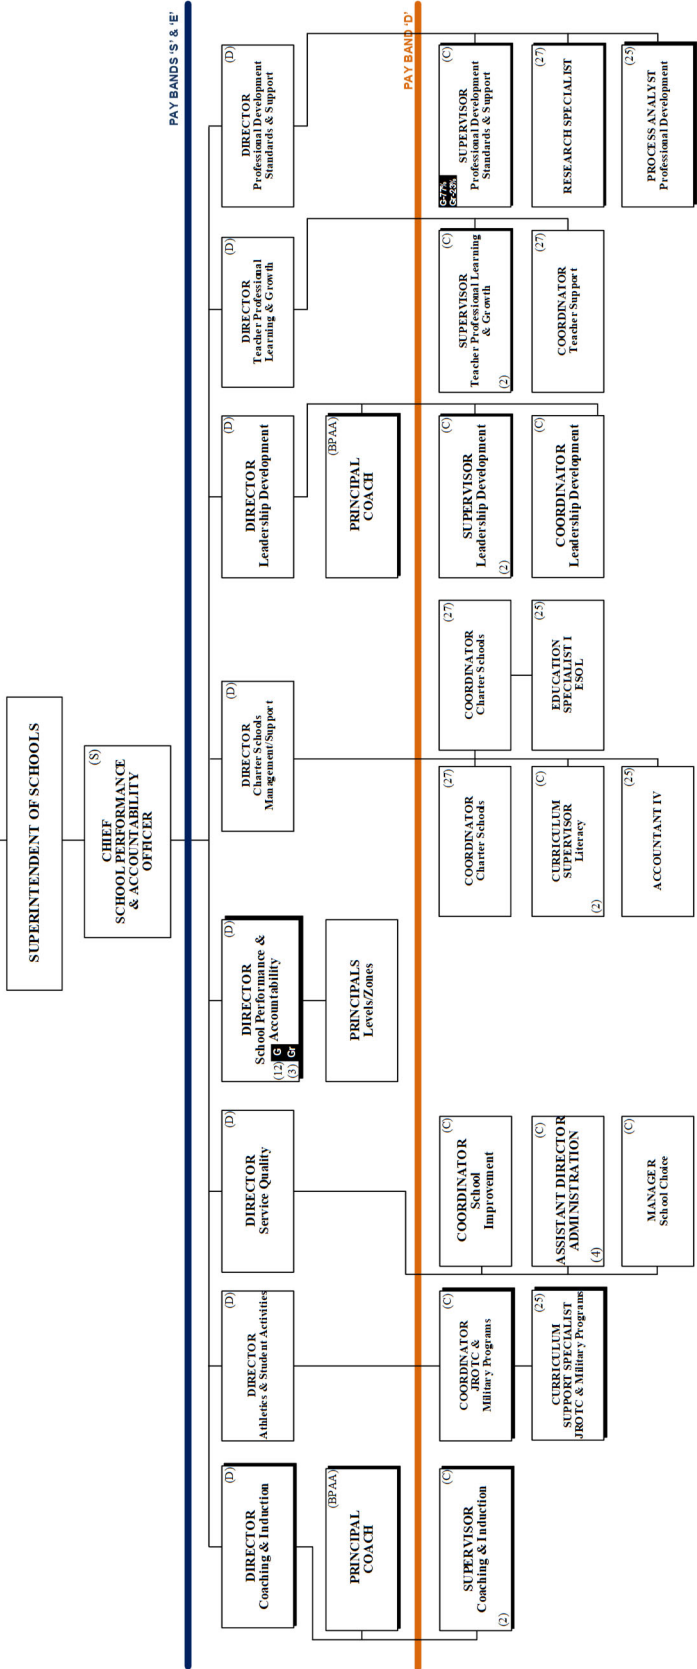 SUPERINTENDENT OF SCHOOLS
(S)
CHIEF
SCHOOL PERFORMANCE
& ACCOUNTABILITY
OFFICER
PAY BANDS ‘S’ & ‘E’
(D)
DIRECTOR
Coaching & Induction
(D)
DIRECTOR
Athletics & Student Activities
(D)
DIRECTOR
Service Quality
(D)
DIRECTOR
School Performance &
Accountability
(12) G
(3) Gr
(D)
DIRECTOR
Charter Schools
Management/Support
(D)
DIRECTOR
Leadership Development
(D)
DIRECTOR
Teacher Professional
Learning & Growth
(D)
DIRECTOR
Professional Development
Standards & Support
(BPAA)
PRINCIPAL
COACH
PRINCIPALS
Levels/Zones
(BPAA)
PRINCIPAL
COACH
PAY BAND ‘D’
(C)
SUPERVISOR
Coaching & Induction
(2)
(C)
COORDINATOR
JROTC &
Military Programs
(C)
COORDINATOR
School
Improvement
(27)
COORDINATOR
Charter Schools
(27)
COORDINATOR
Charter Schools
(C)
SUPERVISOR
Leadership Development
(2)
(C)
SUPERVISOR
Teacher Professional Learning
& Growth
(2)
(C)
SUPERVISOR
Professional Development
Standards & Support
G-77%
Gr-23%
(25)
CURRICULUM
SUPPORT SPECIALIST
JROTC & Military Programs
(C)
ASSISTANT DIRECTOR
ADMINISTRATION
(4)
(C)
CURRICULUM
SUPERVISOR
Literacy
(2)
(25)
EDUCATION
SPECIALIST I
ESOL
(C)
COORDINATOR
Leadership Development
(27)
COORDINATOR
Teacher Support
(27)
RESEARCH SPECIALIST
(C)
MANAGER
School Choice
(25)
ACCOUNTANT IV
(25)
PROCESS ANALYST
Professional Development